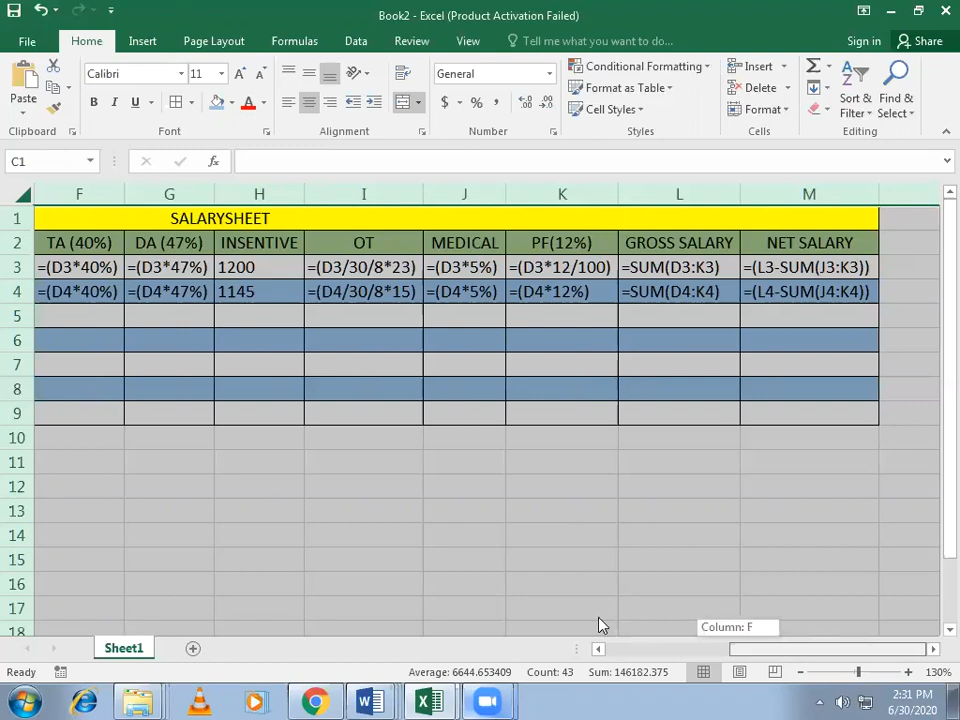 Book2 - Excel (Product Activation Failed)
File Home Insert Page Layout Formulas Data Review View Tell me what you want to do... Sign in Share
Calibri 11 General Conditional Formatting Insert
Format as Table Delete
Paste B I U A $ % Cell Styles Format Sort & Filter Find & Select
Clipboard Font Alignment Number Styles Cells Editing
C1 fx
F G H I J K L M
1 SALARYSHEET
2 TA (40%) DA (47%) INSENTIVE OT MEDICAL PF(12%) GROSS SALARY NET SALARY
3 =(D3*40%) =(D3*47%) 1200 =(D3/30/8*23) =(D3*5%) =(D3*12/100) =SUM(D3:K3) =(L3-SUM(J3:K3))
4 =(D4*40%) =(D4*47%) 1145 =(D4/30/8*15) =(D4*5%) =(D4*12%) =SUM(D4:K4) =(L4-SUM(J4:K4))
5
6
7
8
9
10
11
12
13
14
15
16
17
18
Column: F
Sheet1
Ready Average: 6644.653409 Count: 43 Sum: 146182.375 130%
2:31 PM
6/30/2020